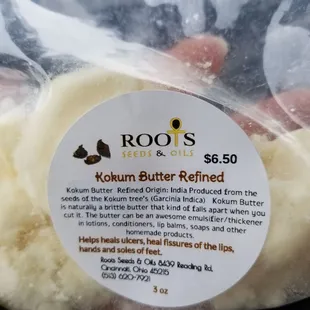 ROOTS
SEEDS & OILS
$6.50
Kokum Butter Refined
Kokum Butter Refined Origin: India Produced from the
seeds of the Kokum tree's (Garcinia Indica) Kokum Butter
is naturally a brittle butter that kind of falls apart when you
cut it. The butter can be an awesome emulsifier/thickener
in lotions, conditioners, lip balms, soaps and other
homemade products.
Helps heals ulcers, heal fissures of the lips,
hands and soles of feet.
Roots Seeds & Oils 8439 Reading Rd,
Cincinnati, Ohio 45215
(513) 620-7921
3 oz